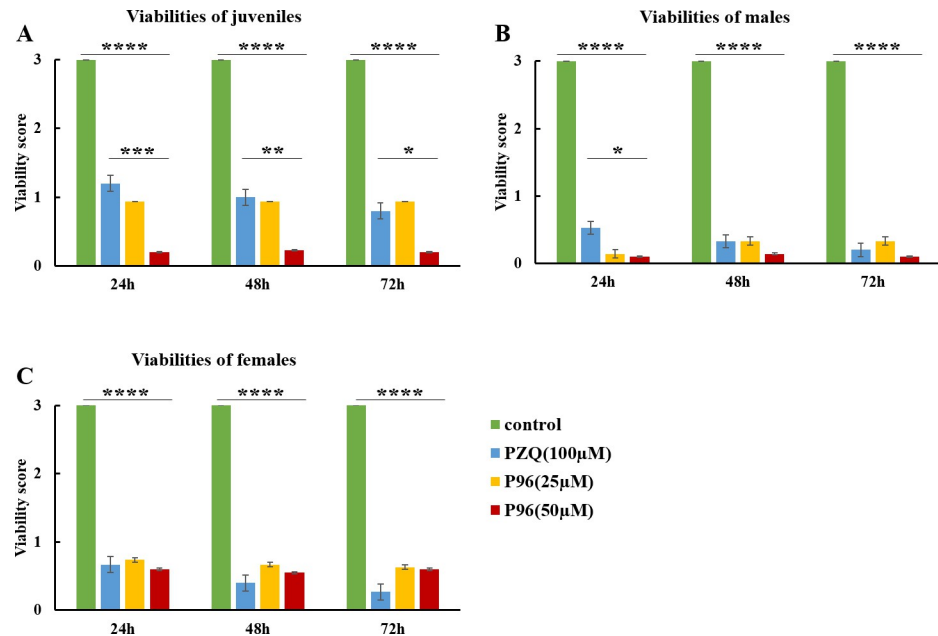 Viabilities of juveniles
A
****
****
****
***
**
*
3
2
1
0
Viability score
24h
48h
72h
Viabilities of males
B
****
****
****
*
3
2
1
0
Viability score
24h
48h
72h
Viabilities of females
C
****
****
****
3
2
1
0
Viability score
24h
48h
72h
control
PZQ(100μM)
P96(25μM)
P96(50μM)